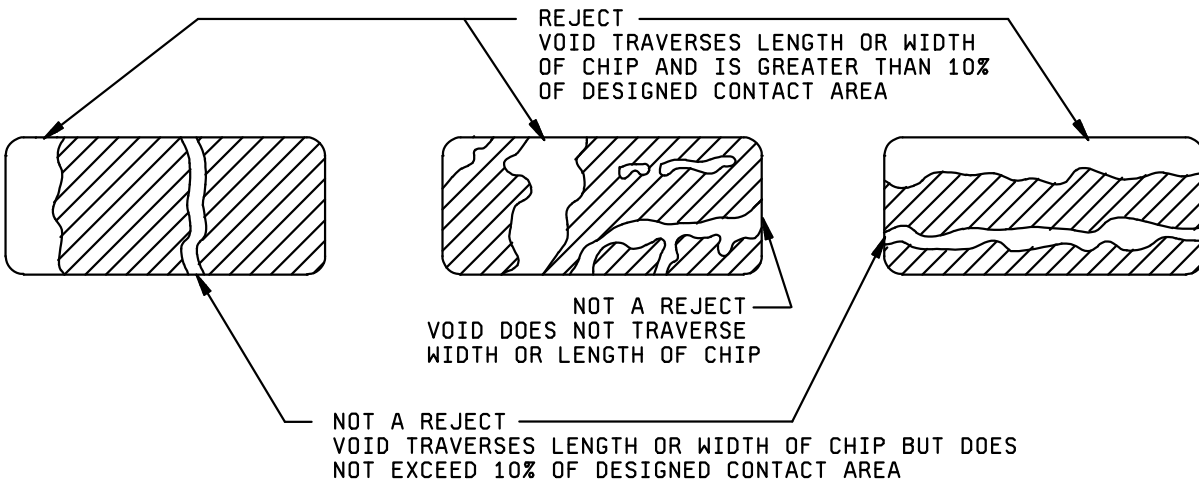 REJECT
VOID TRAVERSES LENGTH OR WIDTH
OF CHIP AND IS GREATER THAN 10%
OF DESIGNED CONTACT AREA
NOT A REJECT
VOID DOES NOT TRAVERSE
WIDTH OR LENGTH OF CHIP
NOT A REJECT
VOID TRAVERSES LENGTH OR WIDTH OF CHIP BUT DOES
NOT EXCEED 10% OF DESIGNED CONTACT AREA